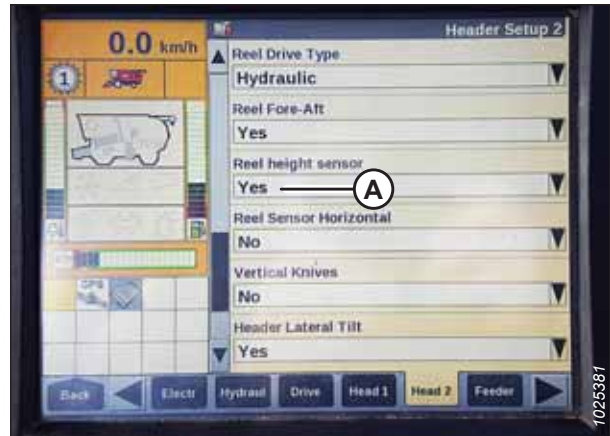 0.0 km/h
Header Setup 2
1
Reel Drive Type
Hydraulic
Reel Fore-Aft
Yes
Reel height sensor
Yes
A
Reel Sensor Horizontal
No
Vertical Knives
No
GPS
Header Lateral Tilt
Yes
Back
Electr
Hydraul
Drive
Head 1
Head 2
Feeder
1025381